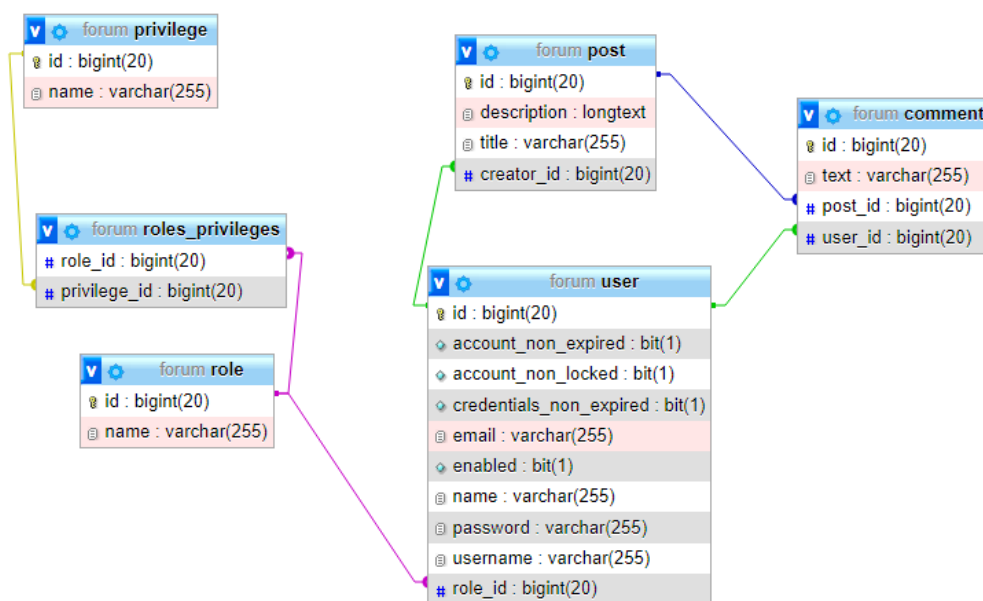 forum privilege
id : bigint(20)
name : varchar(255)
forum post
id : bigint(20)
description : longtext
title : varchar(255)
# creator_id : bigint(20)
forum comment
id : bigint(20)
text : varchar(255)
# post_id : bigint(20)
# user_id : bigint(20)
forum roles_privileges
# role_id : bigint(20)
# privilege_id : bigint(20)
forum user
id : bigint(20)
account_non_expired : bit(1)
account_non_locked : bit(1)
credentials_non_expired : bit(1)
email : varchar(255)
enabled : bit(1)
name : varchar(255)
password : varchar(255)
username : varchar(255)
# role_id : bigint(20)
forum role
id : bigint(20)
name : varchar(255)